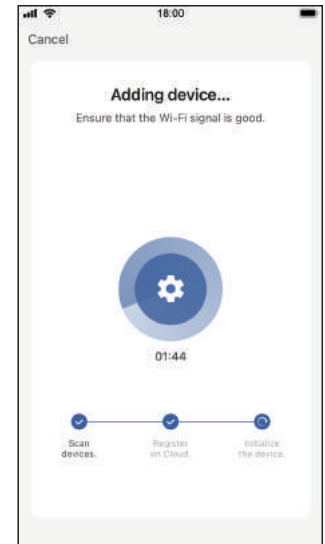 18:00
Cancel
Adding device...
Ensure that the Wi-Fi signal is good.
01:44
Scan
devices.
Register
on Cloud.
Initialize
the device.